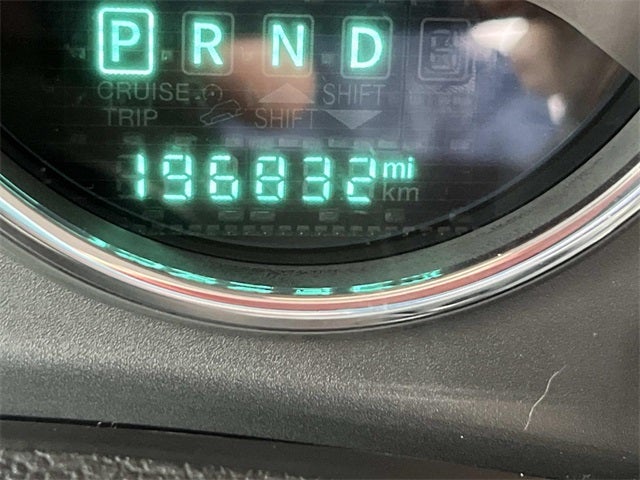 P R N D
CRUISE SHIFT
TRIP SHIFT
196832 mi
km